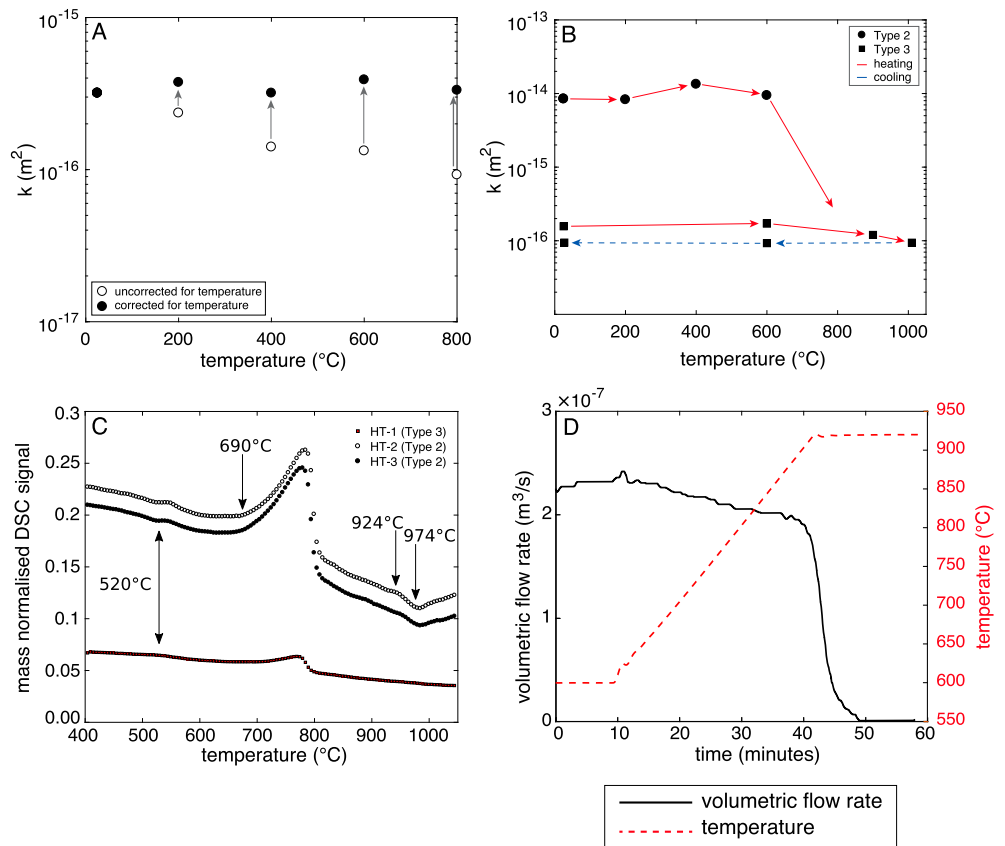 A
10⁻¹⁵
10⁻¹⁶
10⁻¹⁷
k (m²)
uncorrected for temperature
corrected for temperature
0 200 400 600 800
temperature (°C)
B
10⁻¹³
10⁻¹⁴
10⁻¹⁵
10⁻¹⁶
k (m²)
Type 2
Type 3
heating
cooling
0 200 400 600 800 1000
temperature (°C)
C
0.3
0.25
0.2
0.15
0.1
0.05
0.00
mass normalised DSC signal
HT-1 (Type 3)
HT-2 (Type 2)
HT-3 (Type 2)
690°C
924°C
974°C
520°C
400 500 600 700 800 900 1000
temperature (°C)
D
×10⁻⁷
3
2
1
0
volumetric flow rate (m³/s)
950
900
850
800
750
700
650
600
550
temperature (°C)
0 10 20 30 40 50 60
time (minutes)
volumetric flow rate
temperature